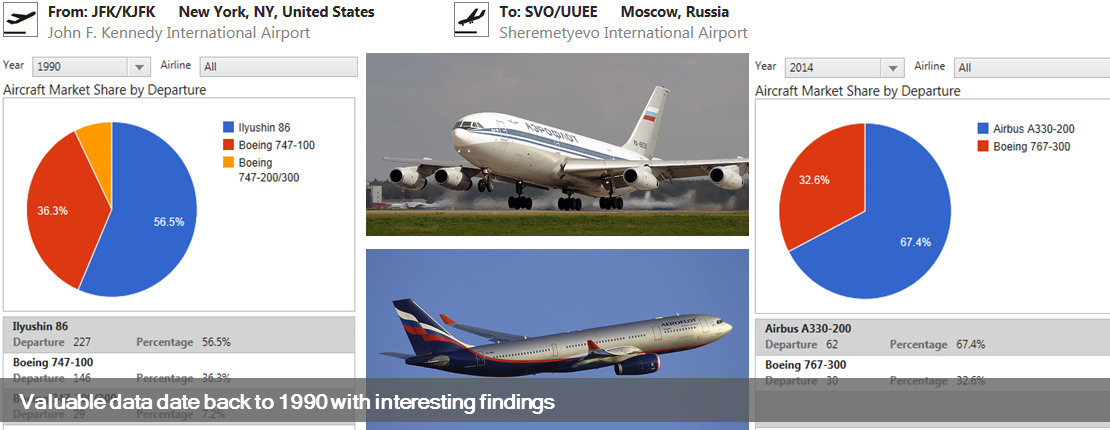 From: JFK/KJFK New York, NY, United States
John F. Kennedy International Airport
To: SVO/UUEE Moscow, Russia
Sheremetyevo International Airport
Year 1990 Airline All
Aircraft Market Share by Departure
Ilyushin 86
Boeing 747-100
Boeing
747-200/300
36.3%
56.5%
Ilyushin 86
Departure 227 Percentage 56.5%
Boeing 747-100
Departure 146 Percentage 36.3%
Departure 29 Percentage 7.2%
АЭРОФЛОТ
AEROFLOT
Year 2014 Airline All
Aircraft Market Share by Departure
Airbus A330-200
Boeing 767-300
32.6%
67.4%
Airbus A330-200
Departure 62 Percentage 67.4%
Boeing 767-300
Departure 30 Percentage 32.6%
Valuable data date back to 1990 with interesting findings